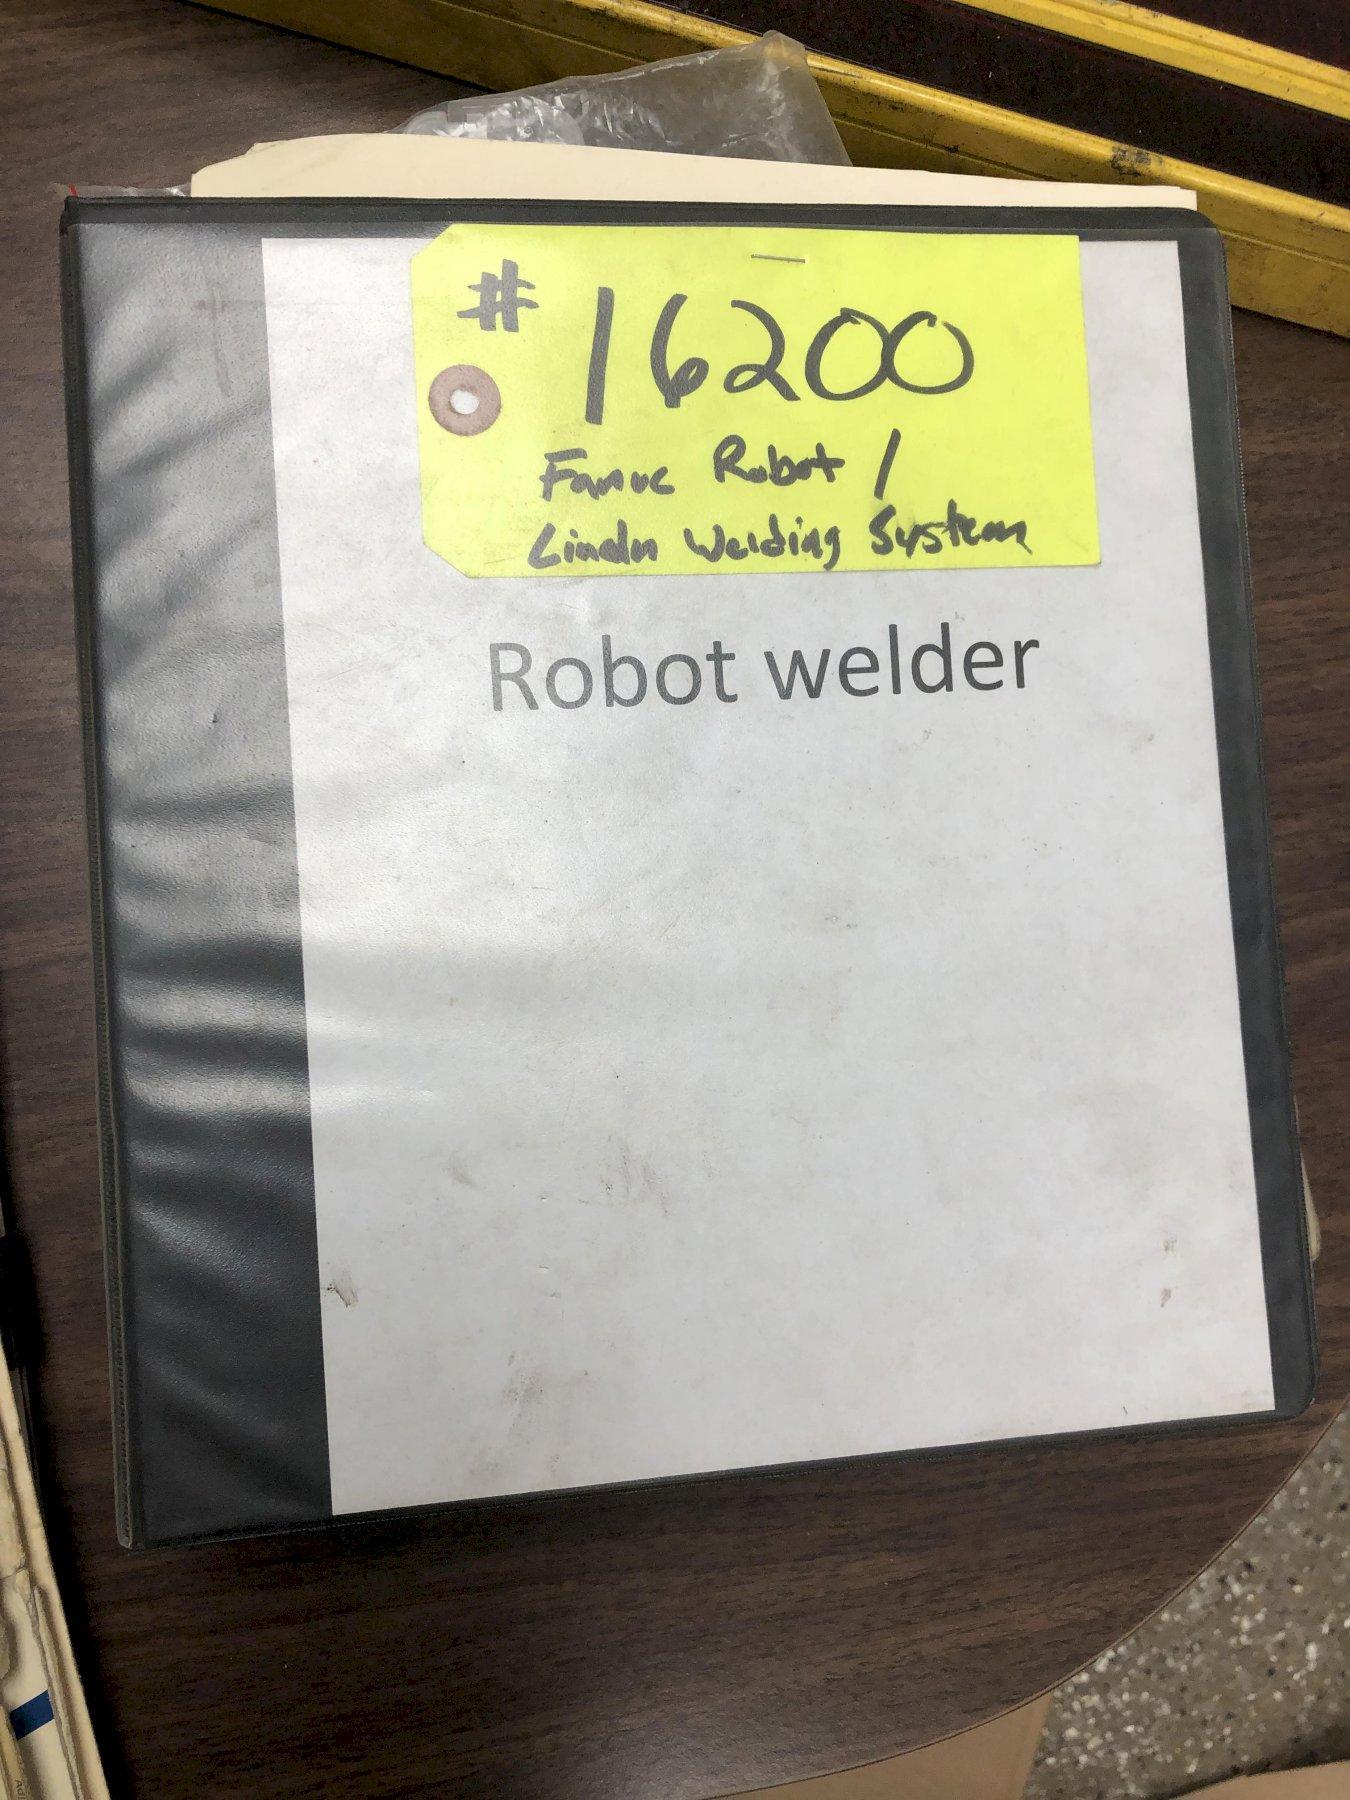 # 16200
Fanuc Robot /
Lincoln Welding System
Robot welder